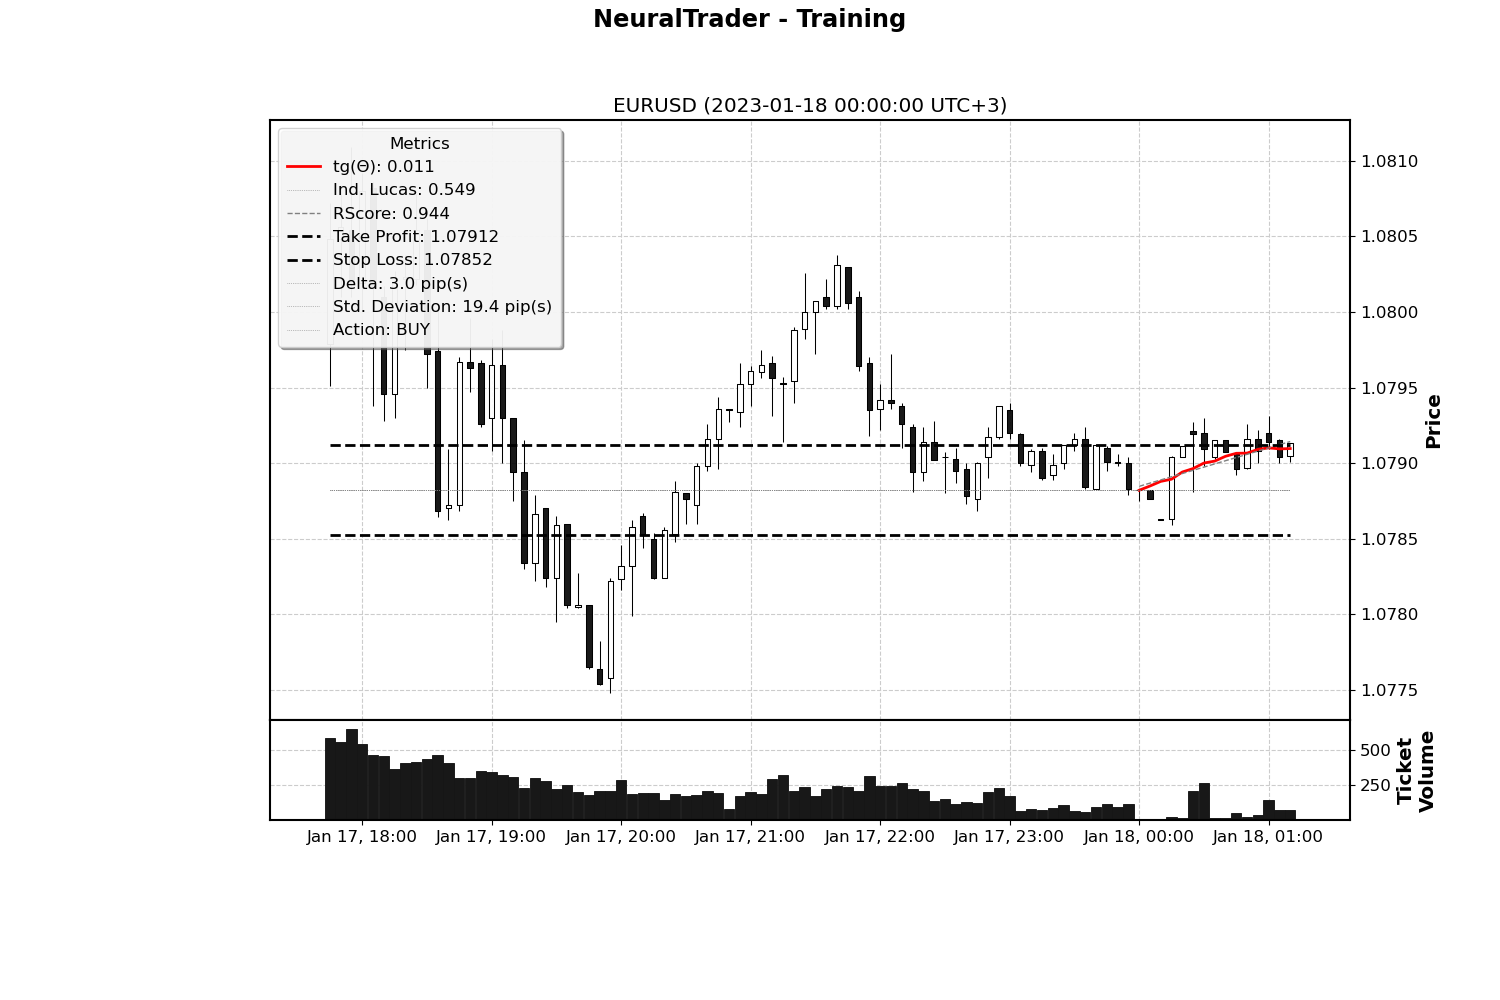 NeuralTrader - Training
EURUSD (2023-01-18 00:00:00 UTC+3)
Metrics
tg(Θ): 0.011
Ind. Lucas: 0.549
RScore: 0.944
Take Profit: 1.07912
Stop Loss: 1.07852
Delta: 3.0 pip(s)
Std. Deviation: 19.4 pip(s)
Action: BUY
1.0810
1.0805
1.0800
1.0795
1.0790
1.0785
1.0780
1.0775
Price
500
250
Ticket
Volume
Jan 17, 18:00
Jan 17, 19:00
Jan 17, 20:00
Jan 17, 21:00
Jan 17, 22:00
Jan 17, 23:00
Jan 18, 00:00
Jan 18, 01:00